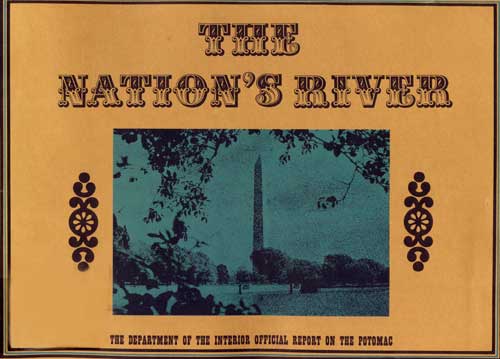 THE
NATION'S RIVER
THE DEPARTMENT OF THE INTERIOR OFFICIAL REPORT ON THE POTOMAC